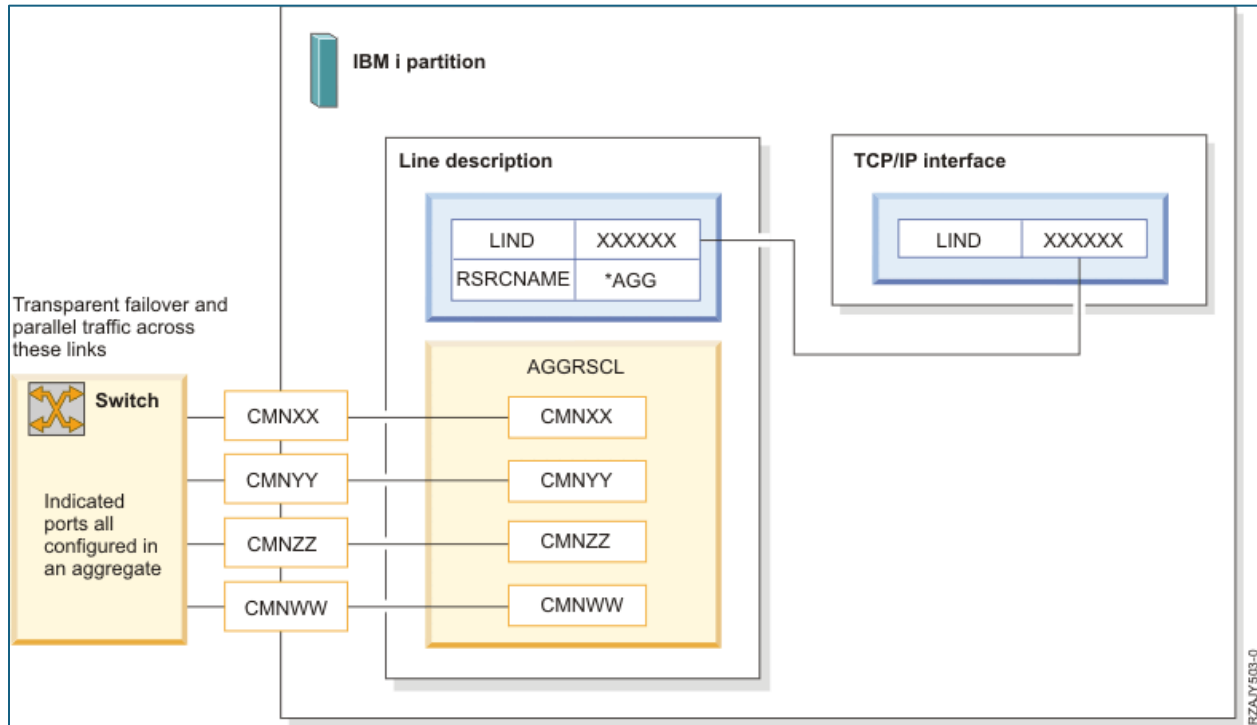 IBM i partition
Line description
TCP/IP interface
LIND XXXXXX
RSRCNAME *AGG
LIND XXXXXX
Transparent failover and
parallel traffic across
these links
Switch
Indicated
ports all
configured in
an aggregate
CMNXX
CMNYY
CMNZZ
CMNWW
AGGRSCL
CMNXX
CMNYY
CMNZZ
CMNWW
RZAJY503-0